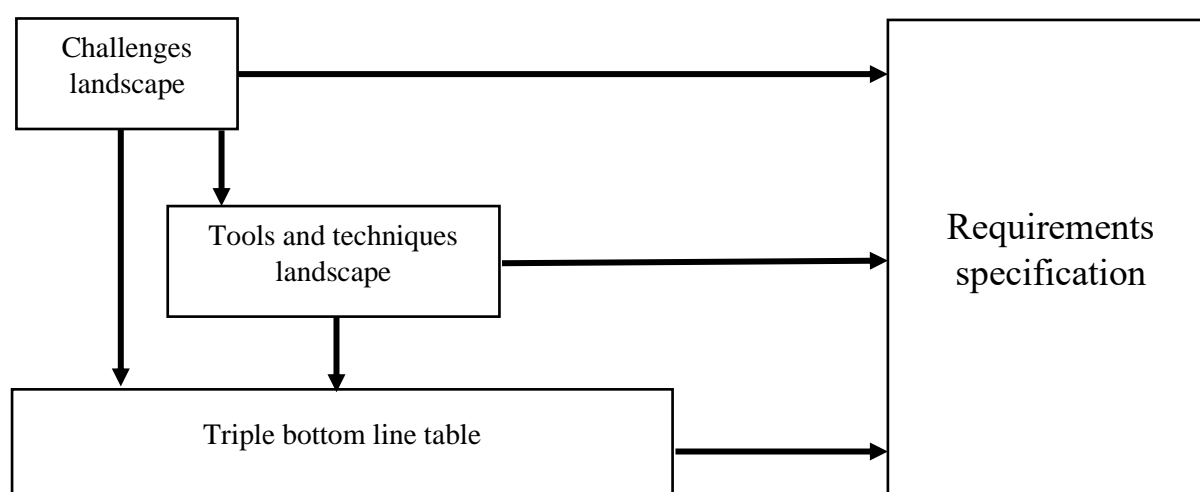 Challenges
landscape
Tools and techniques
landscape
Requirements
specification
Triple bottom line table